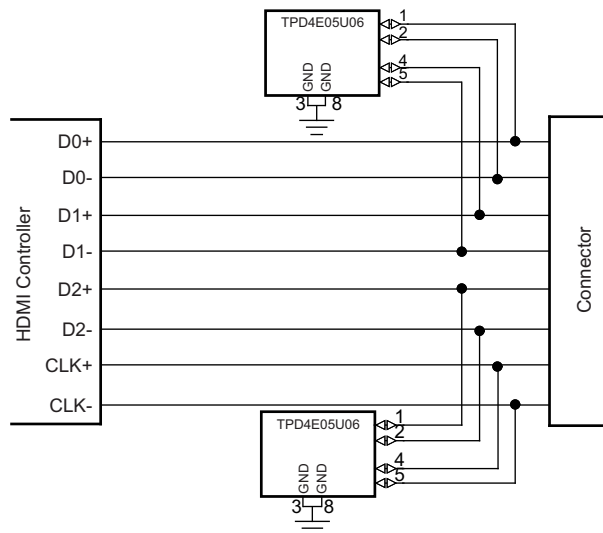 TPD4E05U06
1
2
4
5
GND
GND
3
8
HDMI Controller
D0+
D0-
D1+
D1-
D2+
D2-
CLK+
CLK-
Connector
TPD4E05U06
1
2
4
5
GND
GND
3
8